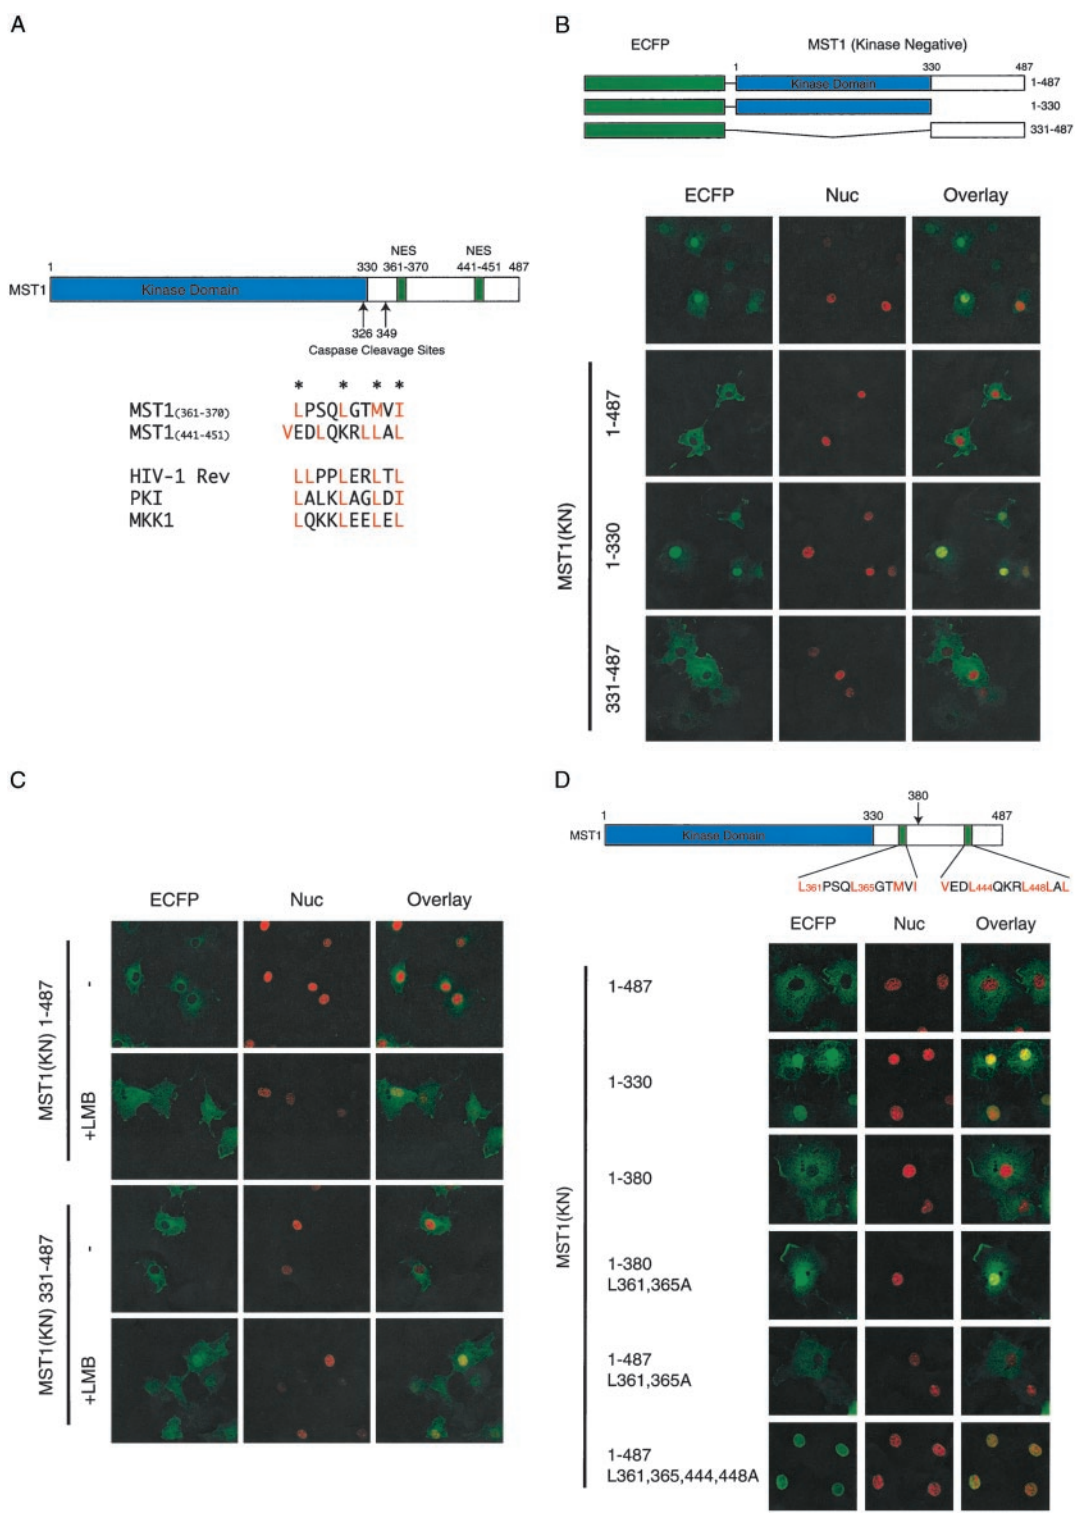 A
1
NES
NES
330
361-370
441-451
487
MST1
Kinase Domain
326 349
Caspase Cleavage Sites
* * * *
MST1(361-370) LPSQLGTMVI
MST1(441-451) VEDLQKRLLAL
HIV-1 Rev LLPPLERLTL
PKI LALKLAGLDI
MKK1 LQKKLEELEL
B
ECFP MST1 (Kinase Negative)
1 330 487
Kinase Domain 1-487
1-330
331-487
ECFP Nuc Overlay
MST1(KN)
1-487
1-330
331-487
C
ECFP Nuc Overlay
MST1(KN) 1-487
-
+LMB
MST1(KN) 331-487
-
+LMB
D
380
1 330 487
MST1 Kinase Domain
L361PSQL365GTMVI VEDL444QKRL448LAL
ECFP Nuc Overlay
MST1(KN)
1-487
1-330
1-380
1-380
L361,365A
1-487
L361,365A
1-487
L361,365,444,448A